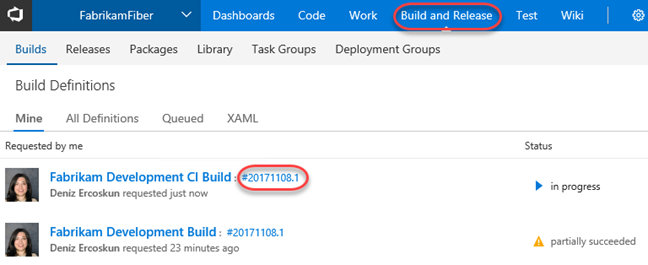 FabrikamFiber Dashboards Code Work Build and Release Test Wiki
Builds Releases Packages Library Task Groups Deployment Groups
Build Definitions
Mine All Definitions Queued XAML
Requested by me Status
Fabrikam Development CI Build : #20171108.1
Deniz Ercoskun requested just now
in progress
Fabrikam Development Build : #20171108.1
Deniz Ercoskun requested 23 minutes ago
partially succeeded